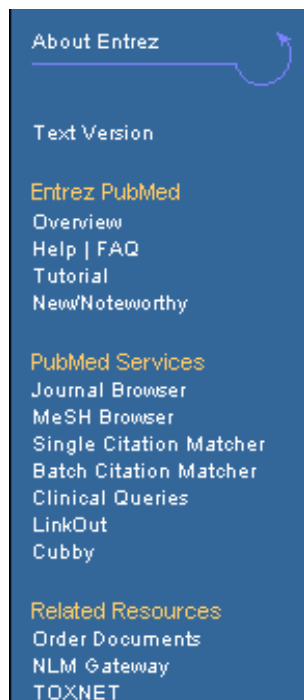 About Entrez
Text Version
Entrez PubMed
Overview
Help | FAQ
Tutorial
New/Noteworthy
PubMed Services
Journal Browser
MeSH Browser
Single Citation Matcher
Batch Citation Matcher
Clinical Queries
LinkOut
Cubby
Related Resources
Order Documents
NLM Gateway
TOXNET